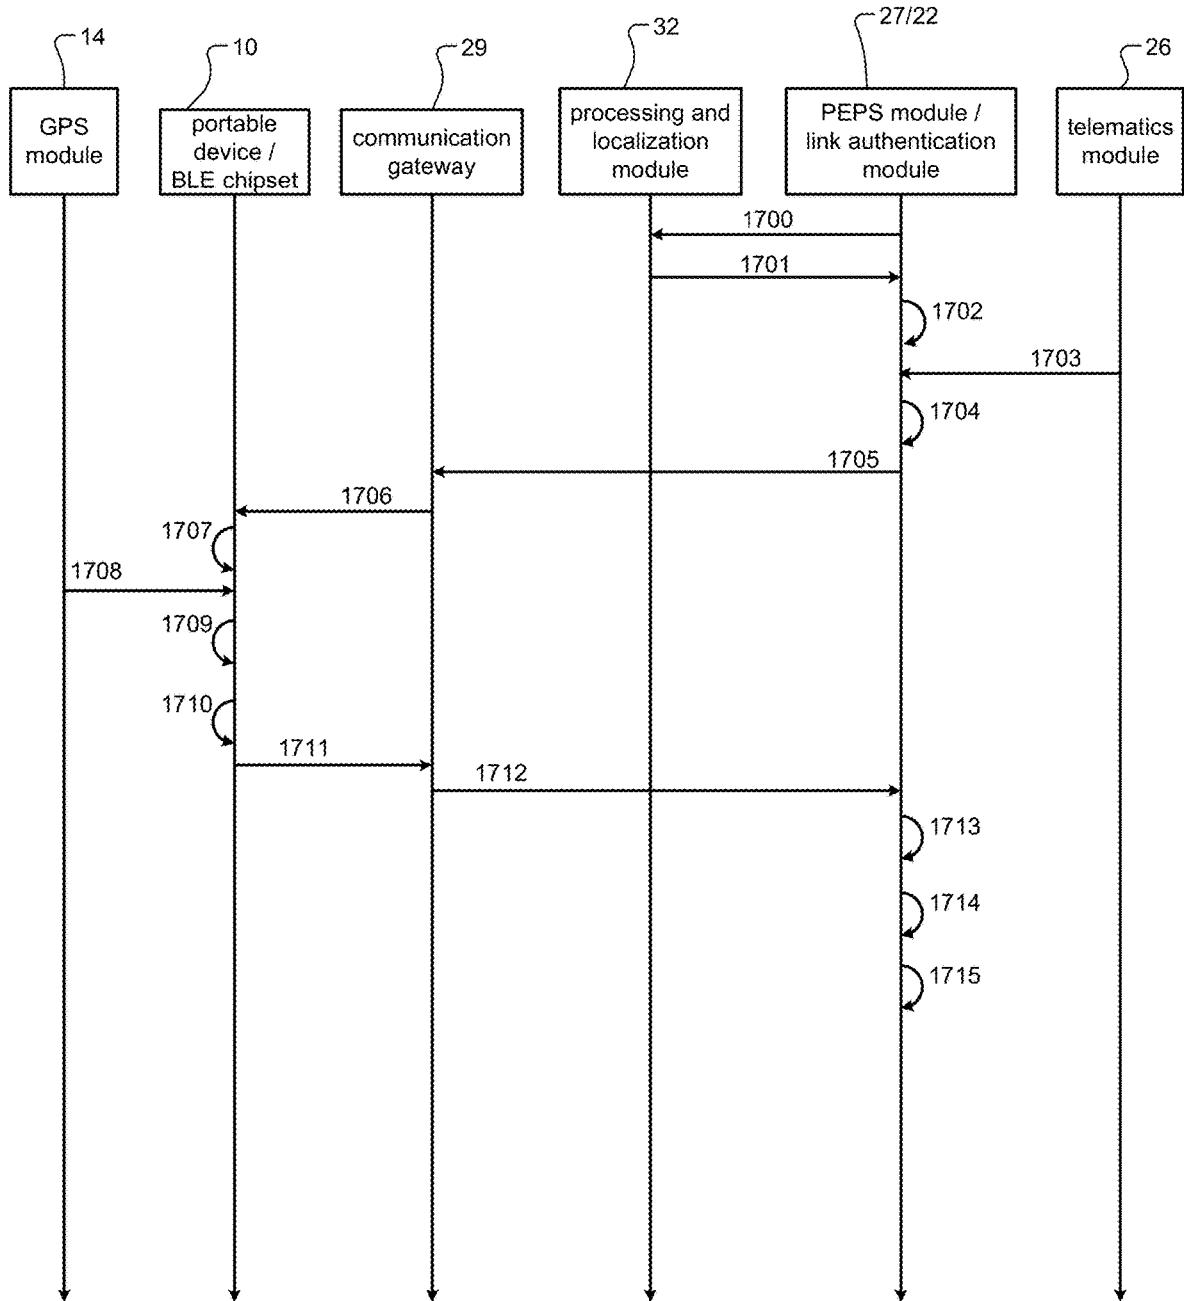 14
10
29
32
27/22
26
GPS
module
portable
device /
BLE chipset
communication
gateway
processing and
localization
module
PEPS module /
link authentication
module
telematics
module
1700
1701
1702
1703
1704
1705
1706
1707
1708
1709
1710
1711
1712
1713
1714
1715